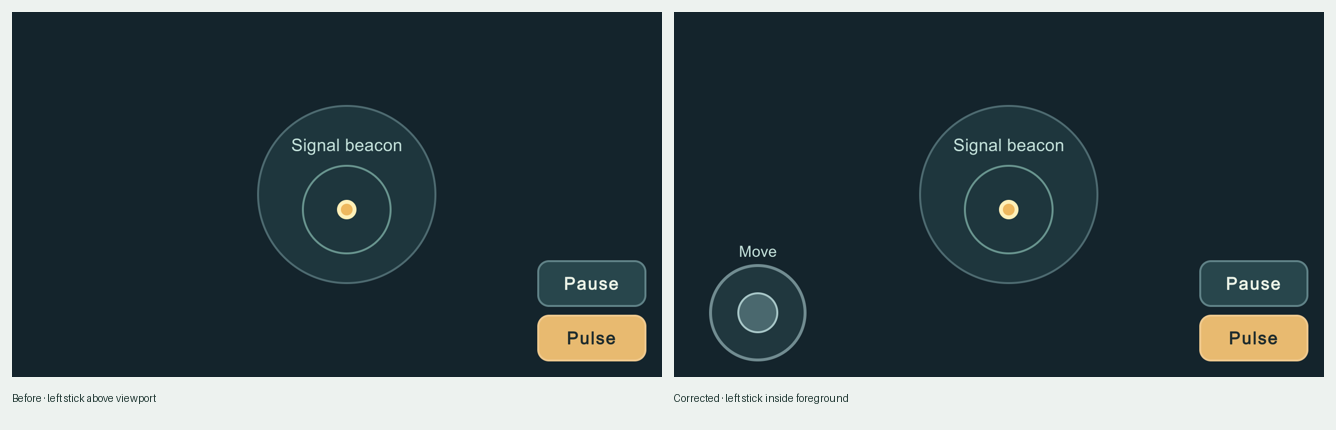 Signal beacon
Pause
Pulse
Before · left stick above viewport
Signal beacon
Move
Pause
Pulse
Corrected · left stick inside foreground